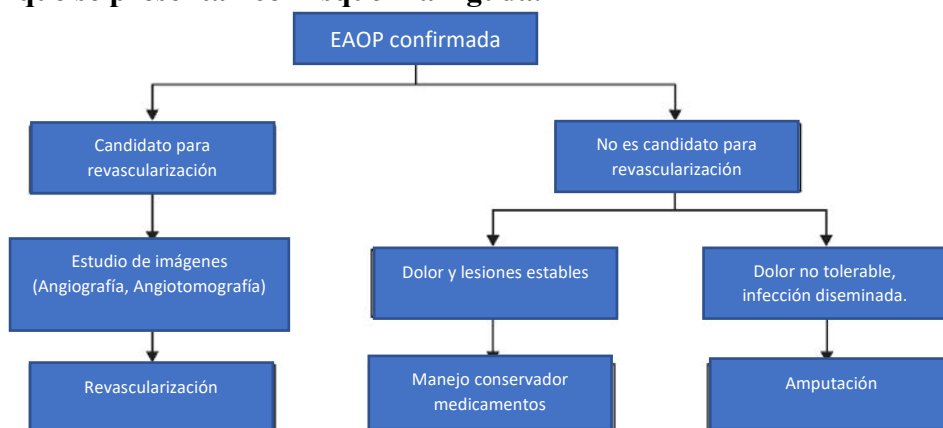 que se presenta con isquemia aguda.
EAOP confirmada
Candidato para
revascularización
No es candidato para
revascularización
Estudio de imágenes
(Angiografía, Angiotomografía)
Dolor y lesiones estables
Dolor no tolerable,
infección diseminada.
Revascularización
Manejo conservador
medicamentos
Amputación